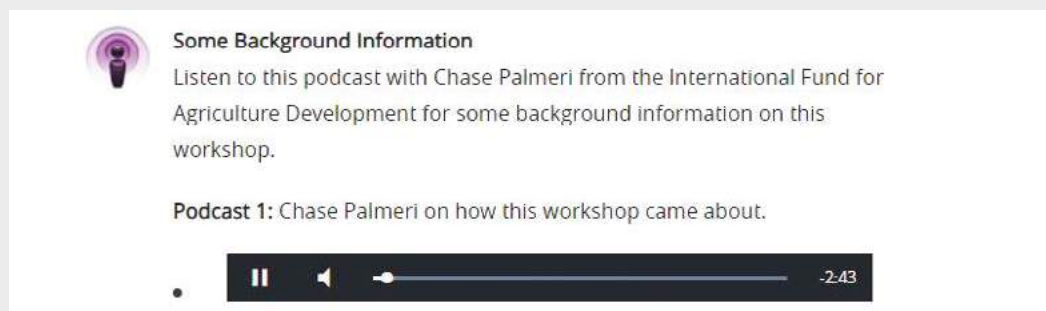 Some Background Information
Listen to this podcast with Chase Palmeri from the International Fund for
Agriculture Development for some background information on this
workshop.
Podcast 1: Chase Palmeri on how this workshop came about.
-2:43